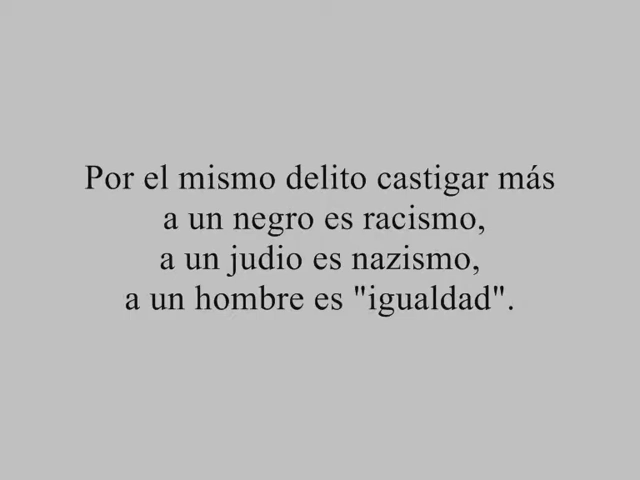 Por el mismo delito castigar más
a un negro es racismo,
a un judio es nazismo,
a un hombre es "igualdad".